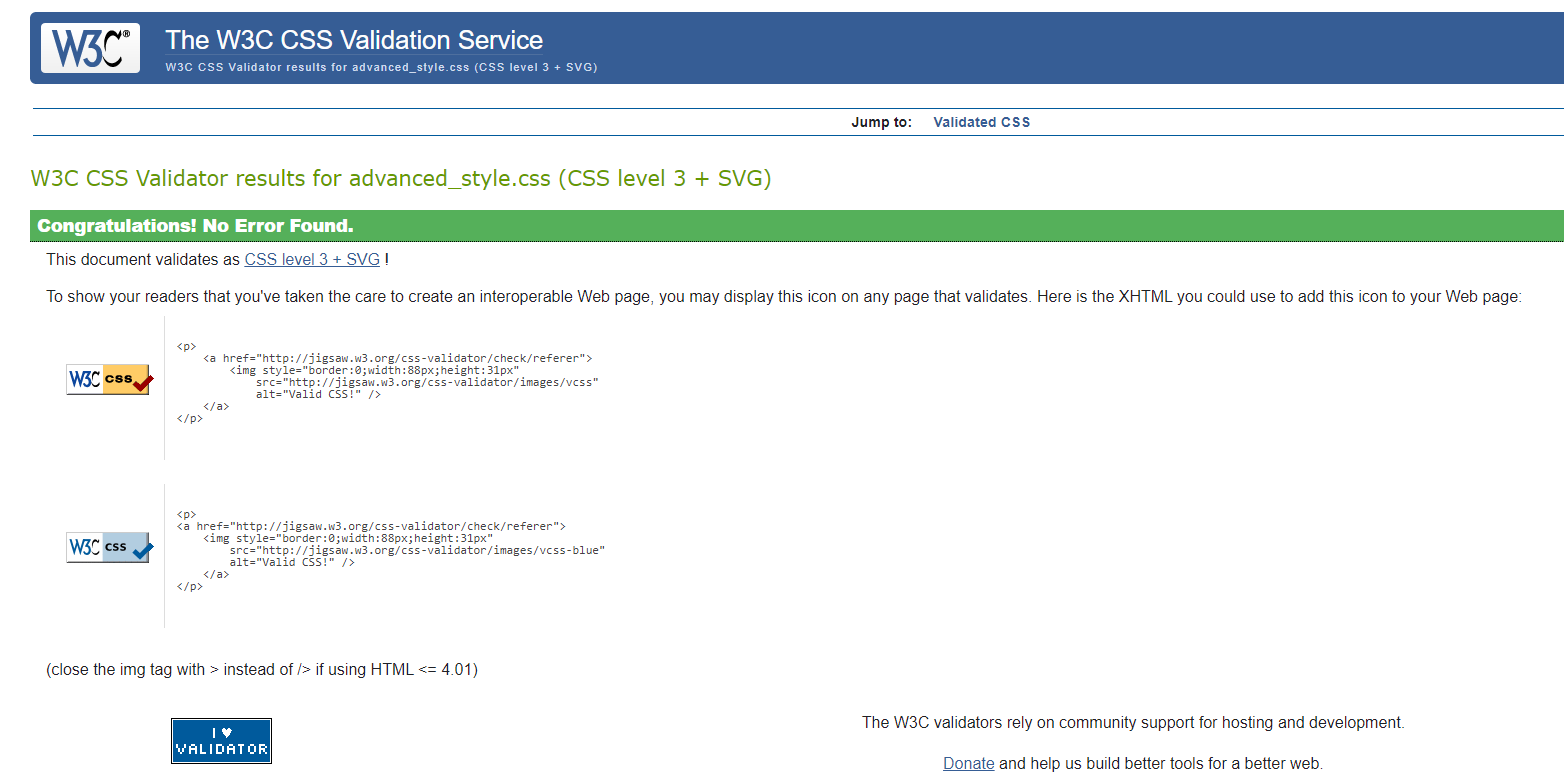 W3C®
The W3C CSS Validation Service
W3C CSS Validator results for advanced_style.css (CSS level 3 + SVG)
Jump to: Validated CSS
W3C CSS Validator results for advanced_style.css (CSS level 3 + SVG)
Congratulations! No Error Found.
This document validates as CSS level 3 + SVG !
To show your readers that you've taken the care to create an interoperable Web page, you may display this icon on any page that validates. Here is the XHTML you could use to add this icon to your Web page:
W3C css
<p>
<a href="http://jigsaw.w3.org/css-validator/check/referer">
<img style="border:0;width:88px;height:31px"
src="http://jigsaw.w3.org/css-validator/images/vcss"
alt="Valid CSS!" />
</a>
</p>
W3C css
<p>
<a href="http://jigsaw.w3.org/css-validator/check/referer">
<img style="border:0;width:88px;height:31px"
src="http://jigsaw.w3.org/css-validator/images/vcss-blue"
alt="Valid CSS!" />
</a>
</p>
(close the img tag with > instead of /> if using HTML <= 4.01)
I ♥
VALIDATOR
The W3C validators rely on community support for hosting and development.
Donate and help us build better tools for a better web.